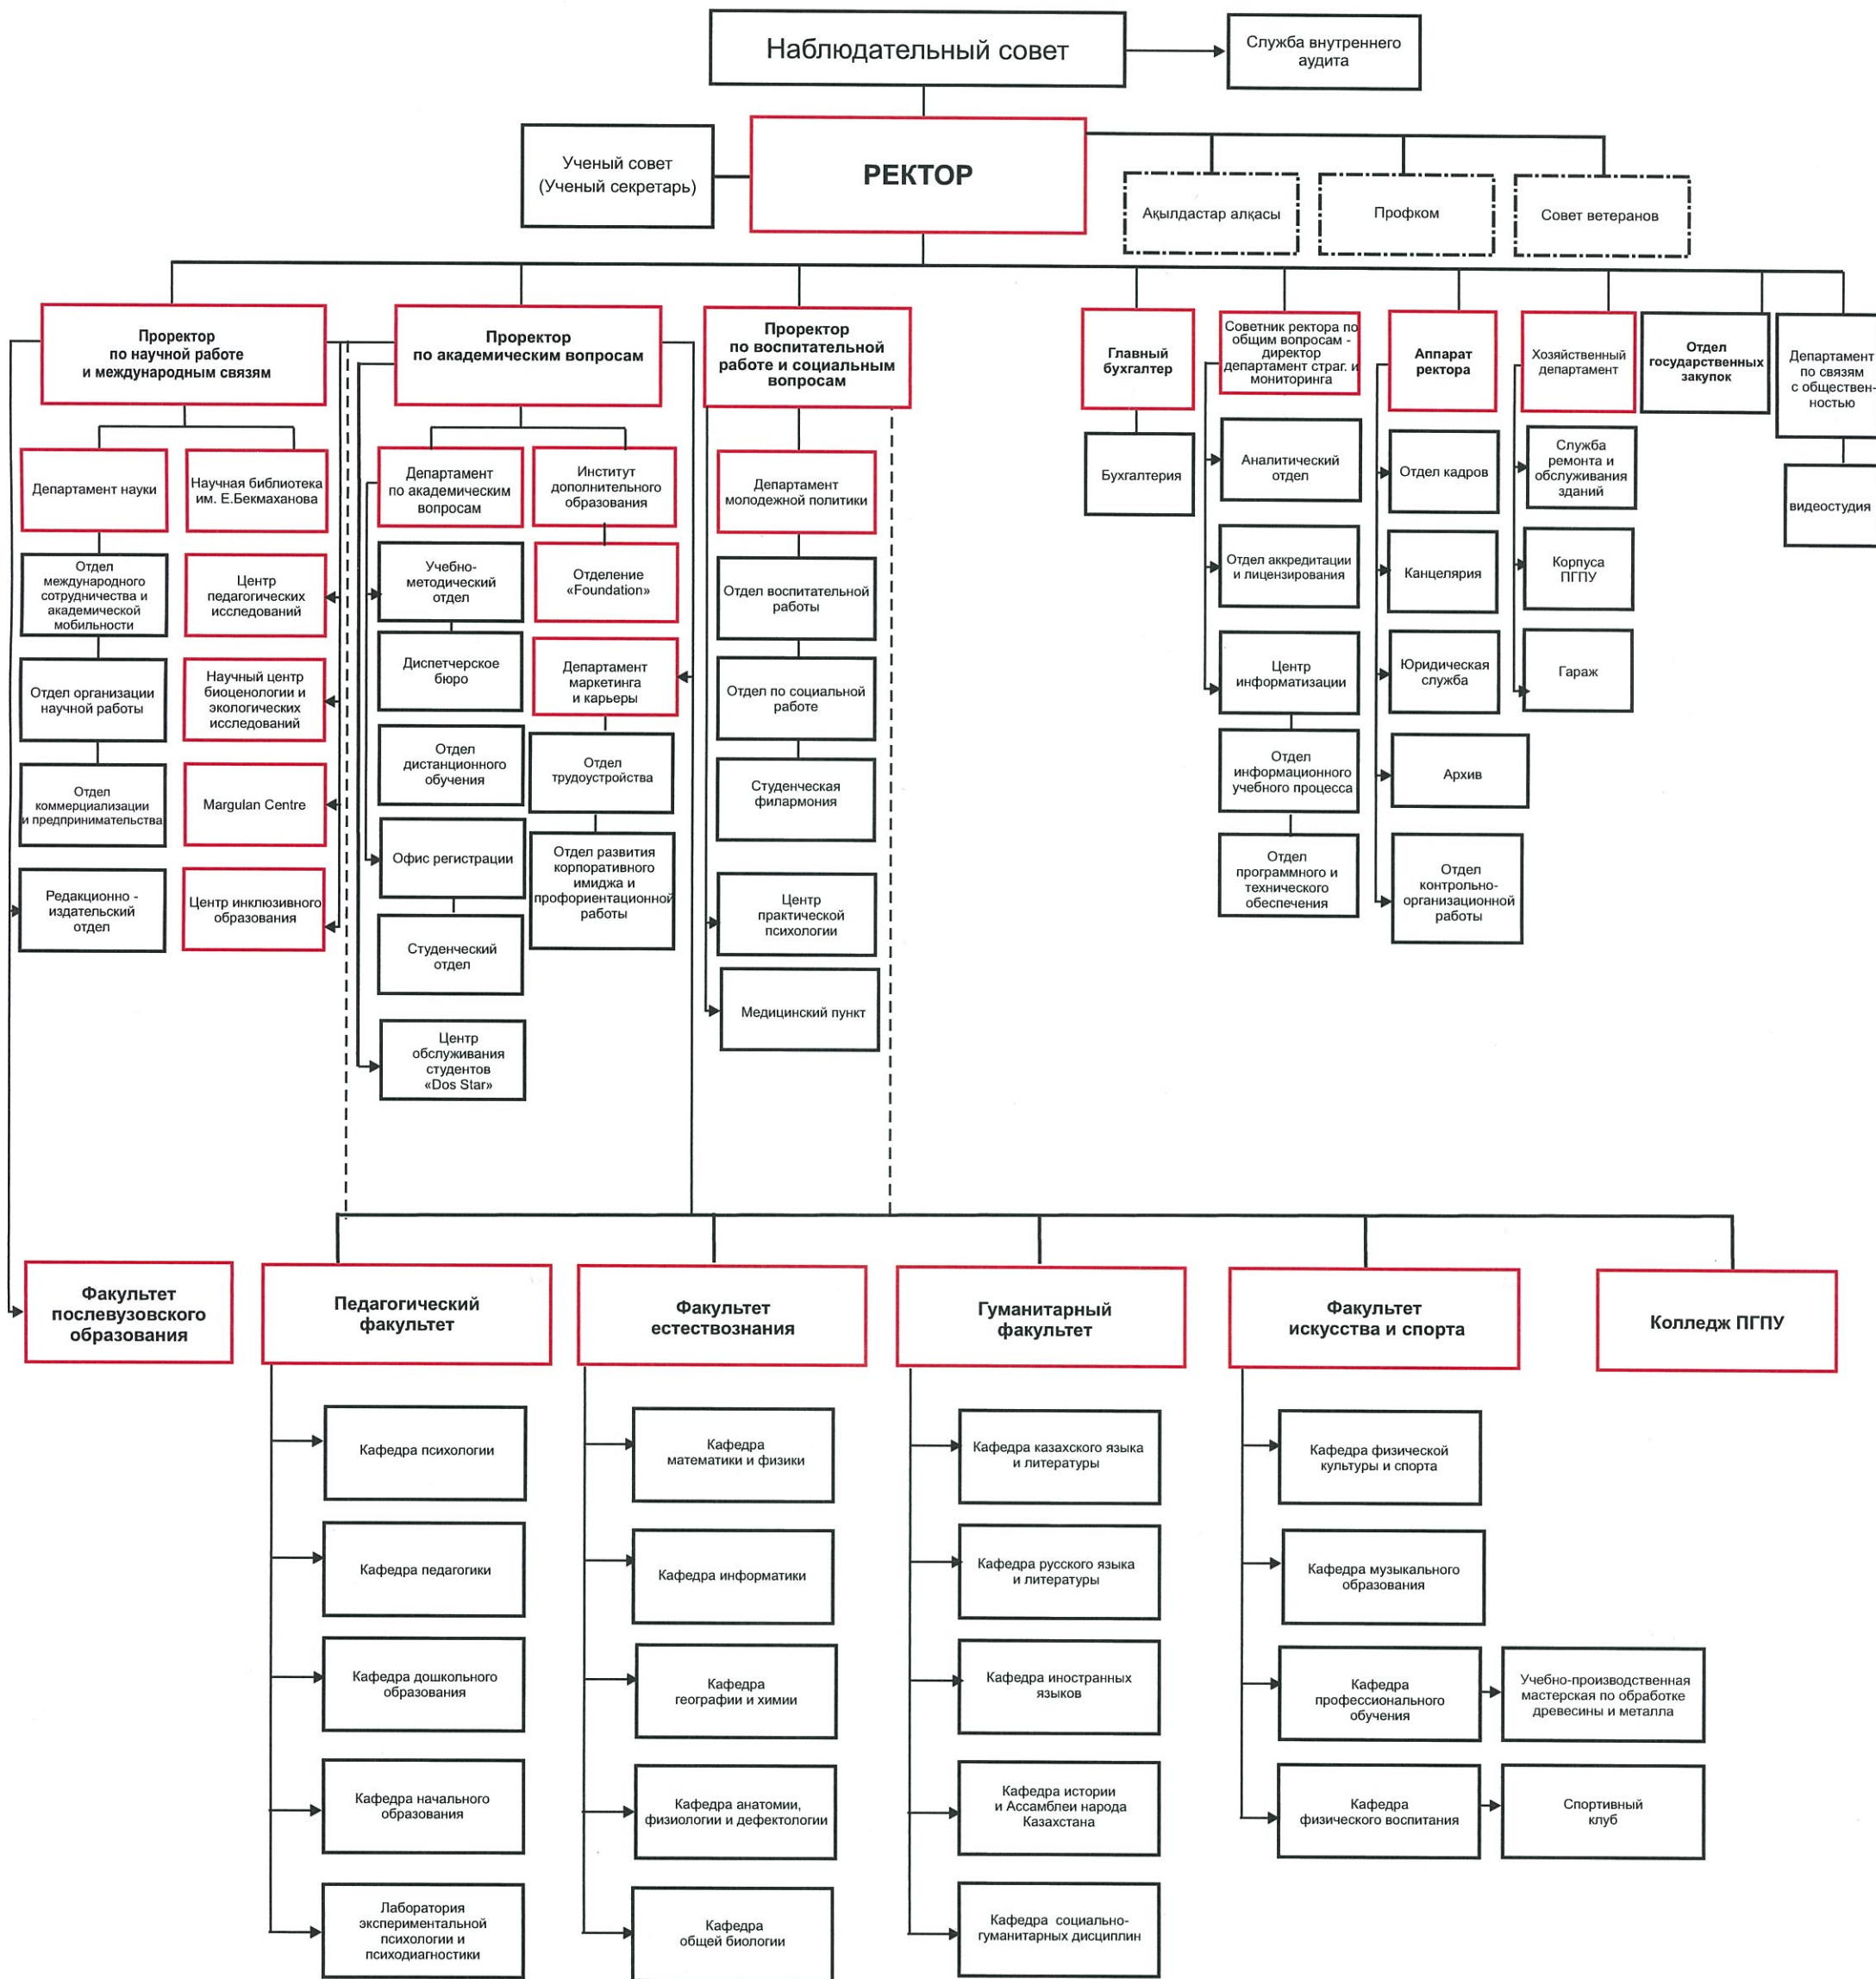 Наблюдательный совет
Служба внутреннего
аудита
Ученый совет
(Ученый секретарь)
РЕКТОР
Ақылдастар алқасы
Профком
Совет ветеранов
Проректор
по научной работе
и международным связям
Проректор
по академическим вопросам
Проректор
по воспитательной
работе и социальным
вопросам
Главный
бухгалтер
Советник ректора по
общим вопросам -
директор
департамент страг. и
мониторинга
Аппарат
ректора
Хозяйственный
департамент
Отдел
государственных
закупок
Департамент
по связям
с обществен-
ностью
Департамент науки
Научная библиотека
им. Е.Бекмаханова
Департамент
по академическим
вопросам
Институт
дополнительного
образования
Департамент
молодежной политики
Бухгалтерия
Аналитический
отдел
Отдел кадров
Служба
ремонта и
обслуживания
зданий
видеостудия
Отдел
международного
сотрудничества и
академической
мобильности
Центр
педагогических
исследований
Учебно-
методический
отдел
Отделение
«Foundation»
Отдел воспитательной
работы
Отдел аккредитации
и лицензирования
Канцелярия
Корпуса
ПГПУ
Отдел организации
научной работы
Научный центр
биоценологии и
экологических
исследований
Диспетчерское
бюро
Департамент
маркетинга
и карьеры
Отдел по социальной
работе
Центр
информатизации
Юридическая
служба
Гараж
Отдел
коммерциализации
и предпринимательства
Margulan Centre
Отдел
дистанционного
обучения
Отдел
трудоустройства
Студенческая
филармония
Отдел
информационного
учебного процесса
Архив
Редакционно -
издательский
отдел
Центр инклюзивного
образования
Офис регистрации
Отдел развития
корпоративного
имиджа и
профориентационной
работы
Центр
практической
психологии
Отдел
программного и
технического
обеспечения
Отдел
контрольно-
организационной
работы
Студенческий
отдел
Медицинский пункт
Центр
обслуживания
студентов
«Dos Star»
Факультет
послевузовского
образования
Педагогический
факультет
Факультет
естествознания
Гуманитарный
факультет
Факультет
искусства и спорта
Колледж ПГПУ
Кафедра психологии
Кафедра
математики и физики
Кафедра казахского языка
и литературы
Кафедра физической
культуры и спорта
Кафедра педагогики
Кафедра информатики
Кафедра русского языка
и литературы
Кафедра музыкального
образования
Кафедра дошкольного
образования
Кафедра
географии и химии
Кафедра иностранных
языков
Кафедра
профессионального
обучения
Учебно-производственная
мастерская по обработке
древесины и металла
Кафедра начального
образования
Кафедра анатомии,
физиологии и дефектологии
Кафедра истории
и Ассамблеи народа
Казахстана
Кафедра
физического воспитания
Спортивный
клуб
Лаборатория
экспериментальной
психологии и
психодиагностики
Кафедра
общей биологии
Кафедра социально-
гуманитарных дисциплин